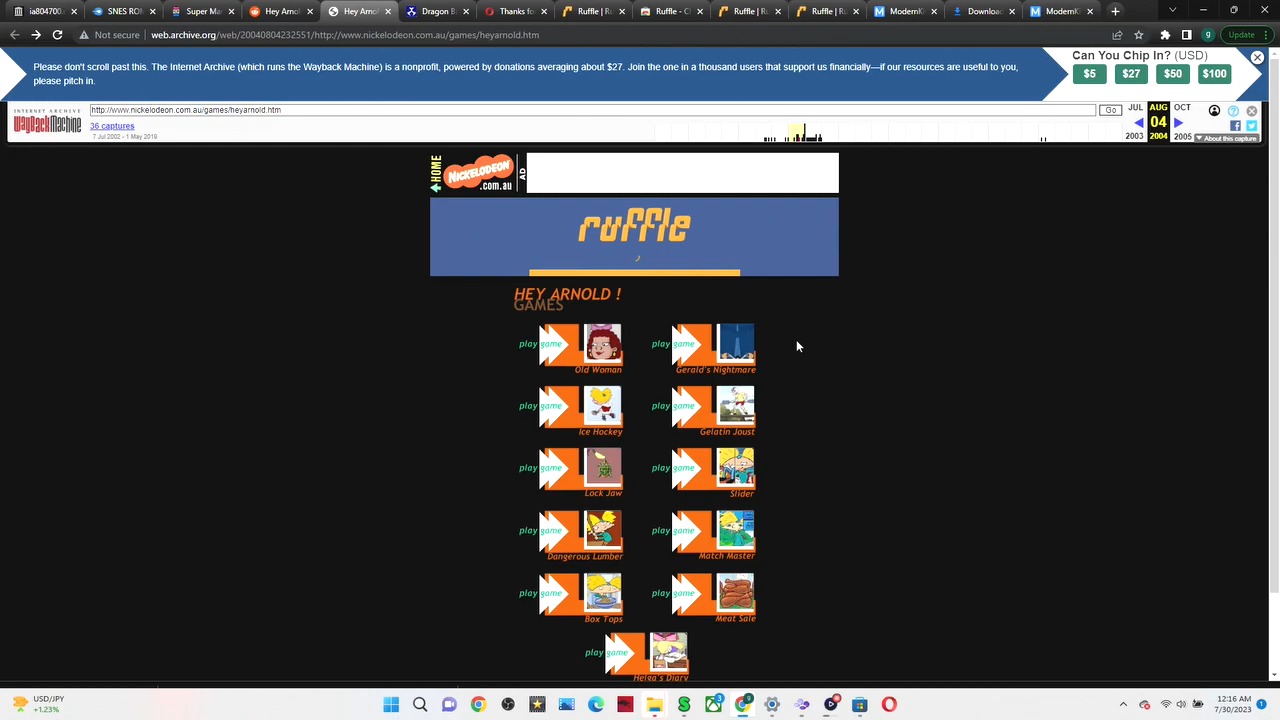 ia804700
SNES RO
Super Ma
Hey Arno
Hey Arno
Dragon B
Thanks fo
Ruffle | R
Ruffle - C
Ruffle | R
Ruffle | R
ModernK
Downloa
ModernK
Not secure
web.archive.org/web/20040804232551/http://www.nickelodeon.com.au/games/heyarnold.htm
g
Update
Please don't scroll past this. The Internet Archive (which runs the Wayback Machine) is a nonprofit fund by donations averaging about $27. Join the one in a thousand users that support us financially—if our resources are useful to you,
please pitch in.
Can You Chip In? (USD)
$5 $27 $50 $100
INTERNET ARCHIVE
WayBackMachine
http://www.nickelodeon.com.au/games/heyarnold.htm
Go
JUL AUG OCT
36 captures
04
7 Jul 2002 - 1 May 2019
2003 2004 2005
About this capture
HOME
NICKELODEON
.com.au
AD
ruffle
HEY ARNOLD !
GAMES
play game
Old Woman
play game
Gerald's Nightmare
play game
Ice Hockey
play game
Gelatin Joust
play game
Lock Jaw
play game
Slider
play game
Dangerous Lumber
play game
Match Master
play game
Box Tops
play game
Meat Sale
play game
Helga's Diary
USD/JPY
+1.23%
3
9
12:16 AM
7/30/2023
1